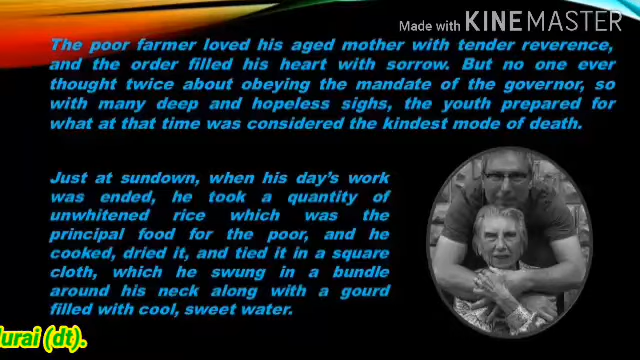 Made with KINEMASTER
The poor farmer loved his aged mother with tender reverence,
and the order filled his heart with sorrow. But no one ever
thought twice about obeying the mandate of the governor, so
with many deep and hopeless sighs, the youth prepared for
what at that time was considered the kindest mode of death.
Just at sundown, when his day's work
was ended, he took a quantity of
unwhitened rice which was the
principal food for the poor, and he
cooked, dried it, and tied it in a square
cloth, which he swung in a bundle
around his neck along with a gourd
filled with cool, sweet water.
(dt).